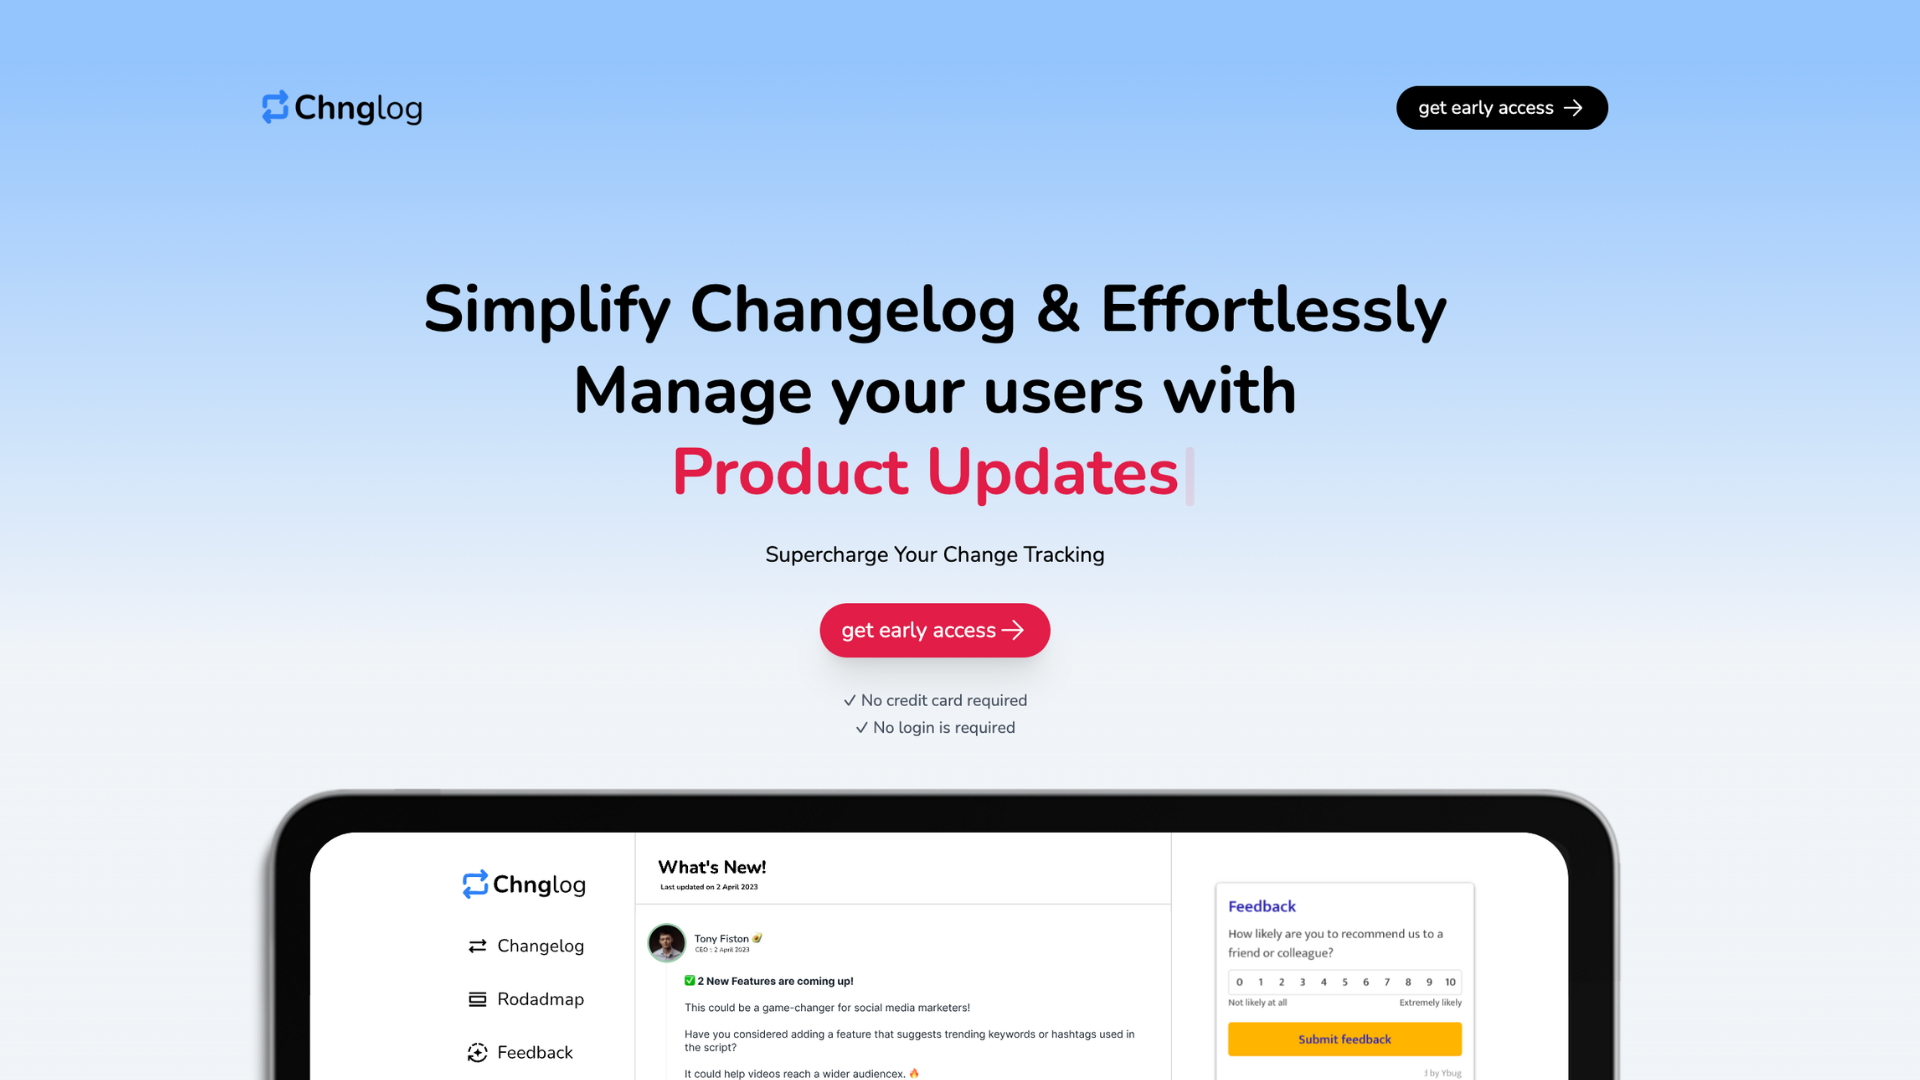 Chnglog
get early access →
Simplify Changelog & Effortlessly
Manage your users with
Product Updates
Supercharge Your Change Tracking
get early access →
✓ No credit card required
✓ No login is required
Chnglog
Changelog
Rodadmap
Feedback
What's New!
Last updated on 2 April 2023
Tony Fiston 🥑
CEO :: 2 April 2023
✅ 2 New Features are coming up!
This could be a game-changer for social media marketers!
Have you considered adding a feature that suggests trending keywords or hashtags used in
the script?
It could help videos reach a wider audiencex. 🔥
Feedback
How likely are you to recommend us to a
friend or colleague?
0 1 2 3 4 5 6 7 8 9 10
Not likely at all Extremely likely
Submit feedback
by Ybug